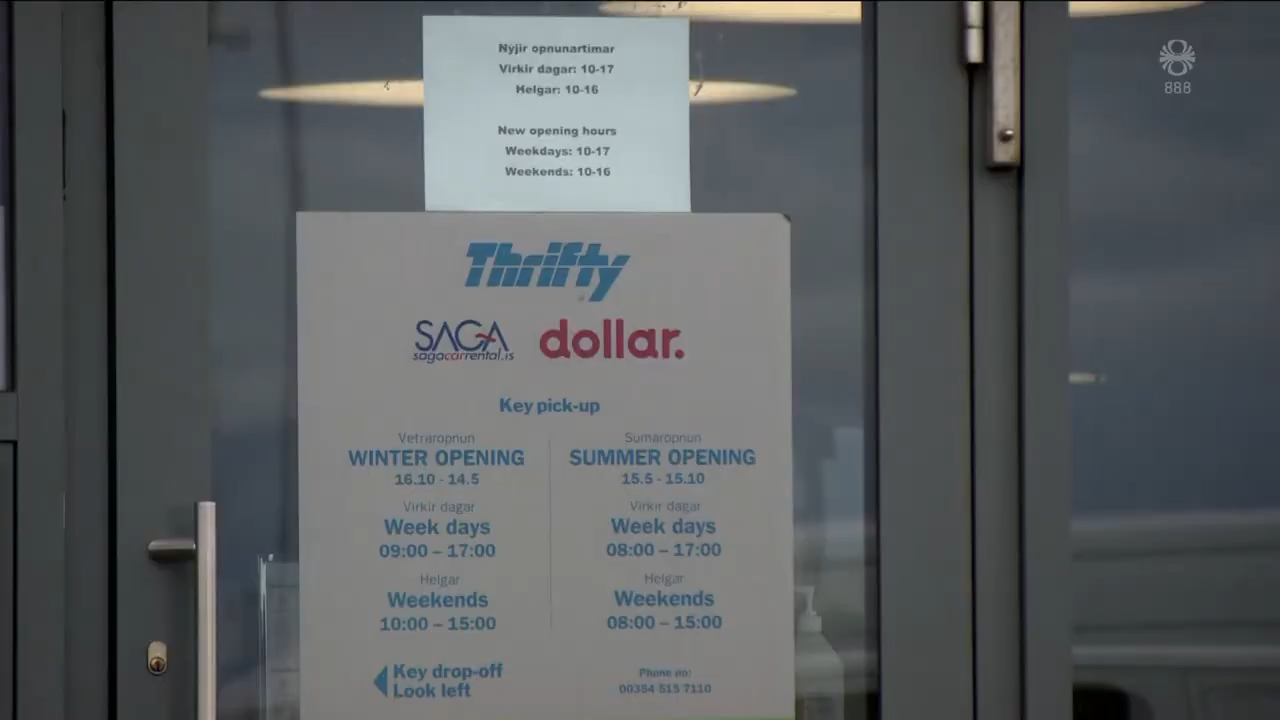 Nyjir opnunartimar
Virkir dagar: 10-17
Helgar: 10-16
New opening hours
Weekdays: 10-17
Weekends: 10-16
888
Thrifty
SAGA
sagacarrental.is
dollar.
Key pick-up
Vetraropnun
WINTER OPENING
16.10 - 14.5
Virkir dagar
Week days
09:00 – 17:00
Helgar
Weekends
10:00 – 15:00
Sumaropnun
SUMMER OPENING
15.5 - 15.10
Virkir dagar
Week days
08:00 – 17:00
Helgar
Weekends
08:00 – 15:00
Key drop-off
Look left
Phone no:
00354 515 7110